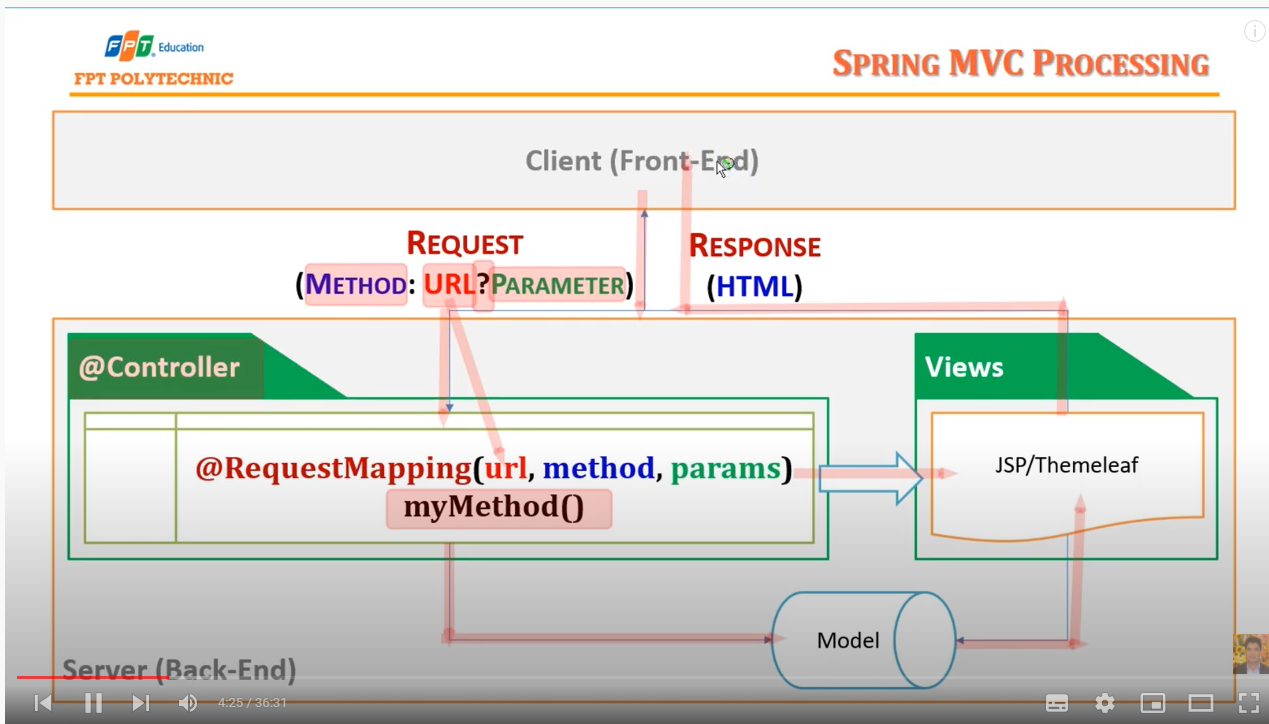 FPT. Education
FPT POLYTECHNIC
SPRING MVC PROCESSING
Client (Front-End)
REQUEST
(METHOD: URL?PARAMETER)
RESPONSE
(HTML)
@Controller
@RequestMapping(url, method, params)
myMethod()
Views
JSP/Themeleaf
Model
Server (Back-End)
4:25 / 36:31